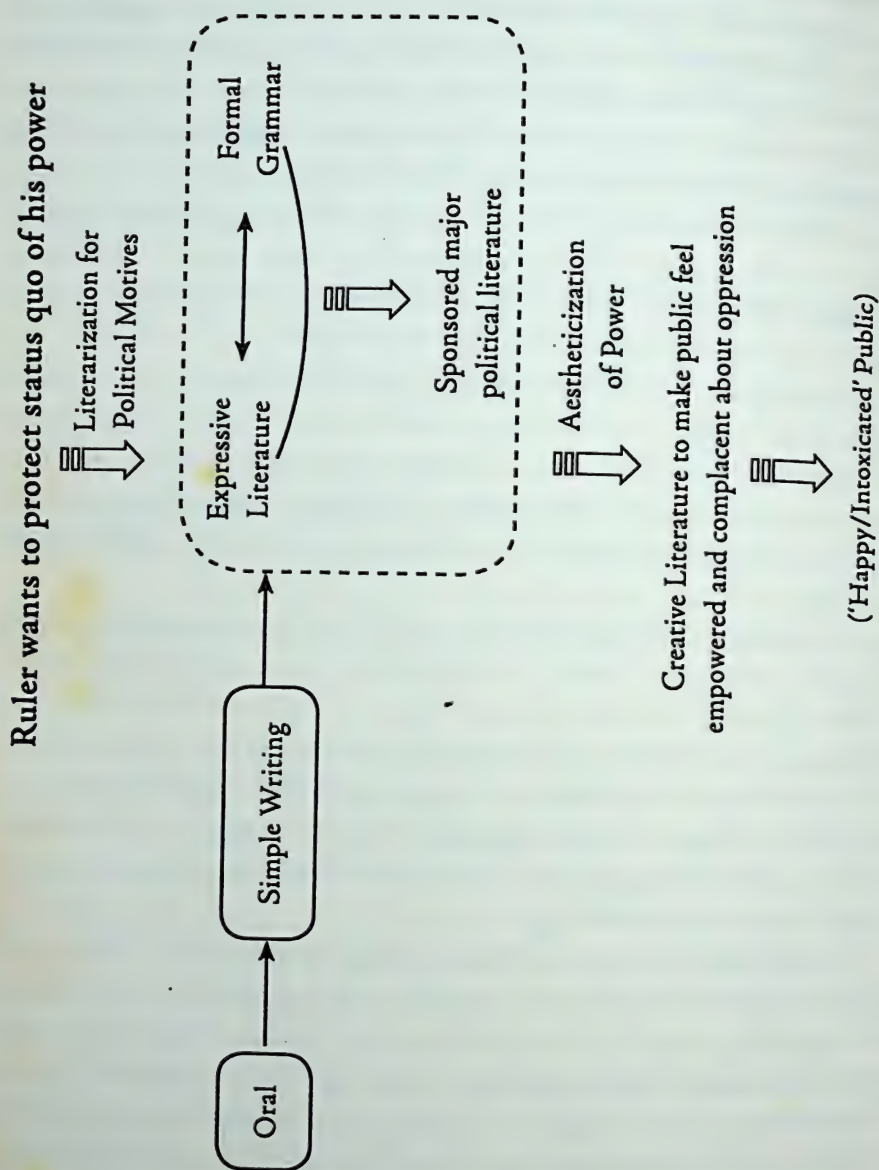 Ruler wants to protect status quo of his power
Literarization for
Political Motives
Oral
Simple Writing
Expressive
Literature
Formal
Grammar
Sponsored major
political literature
Aestheticization
of Power
Creative Literature to make public feel
empowered and complacent about oppression
('Happy/Intoxicated' Public)